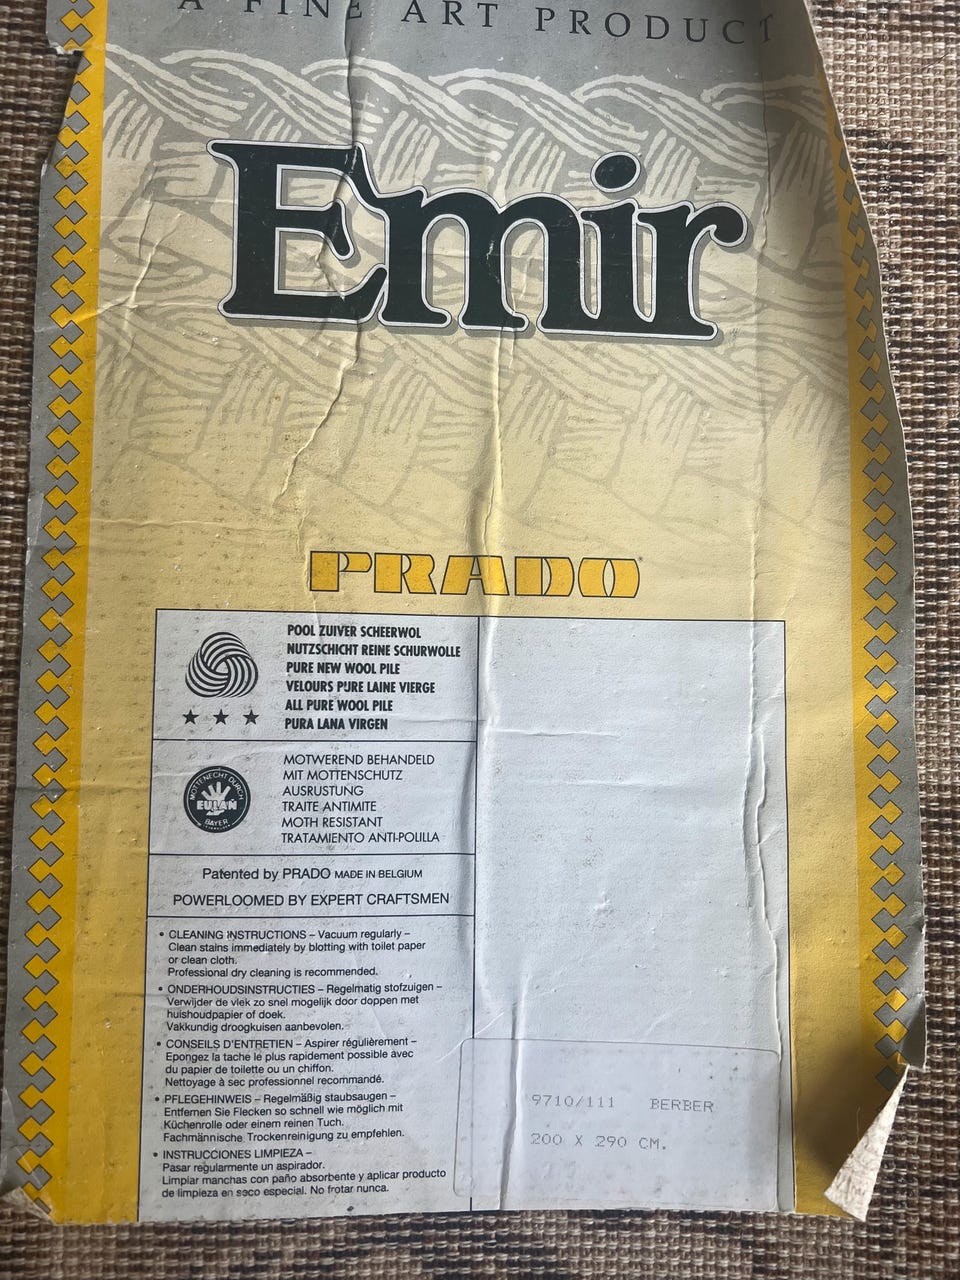 A FINE ART PRODUCT
Emir
PRADO
POOL ZUIVER SCHEERWOL
NUTZSCHICHT REINE SCHURWOLLE
PURE NEW WOOL PILE
VELOURS PURE LAINE VIERGE
ALL PURE WOOL PILE
PURA LANA VIRGEN
MOTTENECHT DURCH
EULAN
BAYER
MOTWEREND BEHANDELD
MIT MOTTENSCHUTZ
AUSRUSTUNG
TRAITE ANTIMITE
MOTH RESISTANT
TRATAMIENTO ANTI-POLILLA
Patented by PRADO MADE IN BELGIUM
POWERLOOMED BY EXPERT CRAFTSMEN
• CLEANING INSTRUCTIONS – Vacuum regularly –
Clean stains immediately by blotting with toilet paper
or clean cloth.
Professional dry cleaning is recommended.
• ONDERHOUDSINSTRUCTIES – Regelmatig stofzuigen –
Verwijder de vlek zo snel mogelijk door doppen met
huishoudpapier of doek.
Vakkundig droogkuisen aanbevolen.
• CONSEILS D'ENTRETIEN – Aspirer régulièrement –
Epongez la tache le plus rapidement possible avec
du papier de toilette ou un chiffon.
Nettoyage à sec professionnel recommandé.
• PFLEGEHINWEIS – Regelmäßig staubsaugen –
Entfernen Sie Flecken so schnell wie möglich mit
Küchenrolle oder einem reinen Tuch.
Fachmännische Trockenreinigung zu empfehlen.
• INSTRUCCIONES LIMPIEZA –
Pasar regularmente un aspirador.
Limpiar manchas con paño absorbente y aplicar producto
de limpieza en seco especial. No frotar nunca.
9710/111 BERBER
200 X 290 CM.